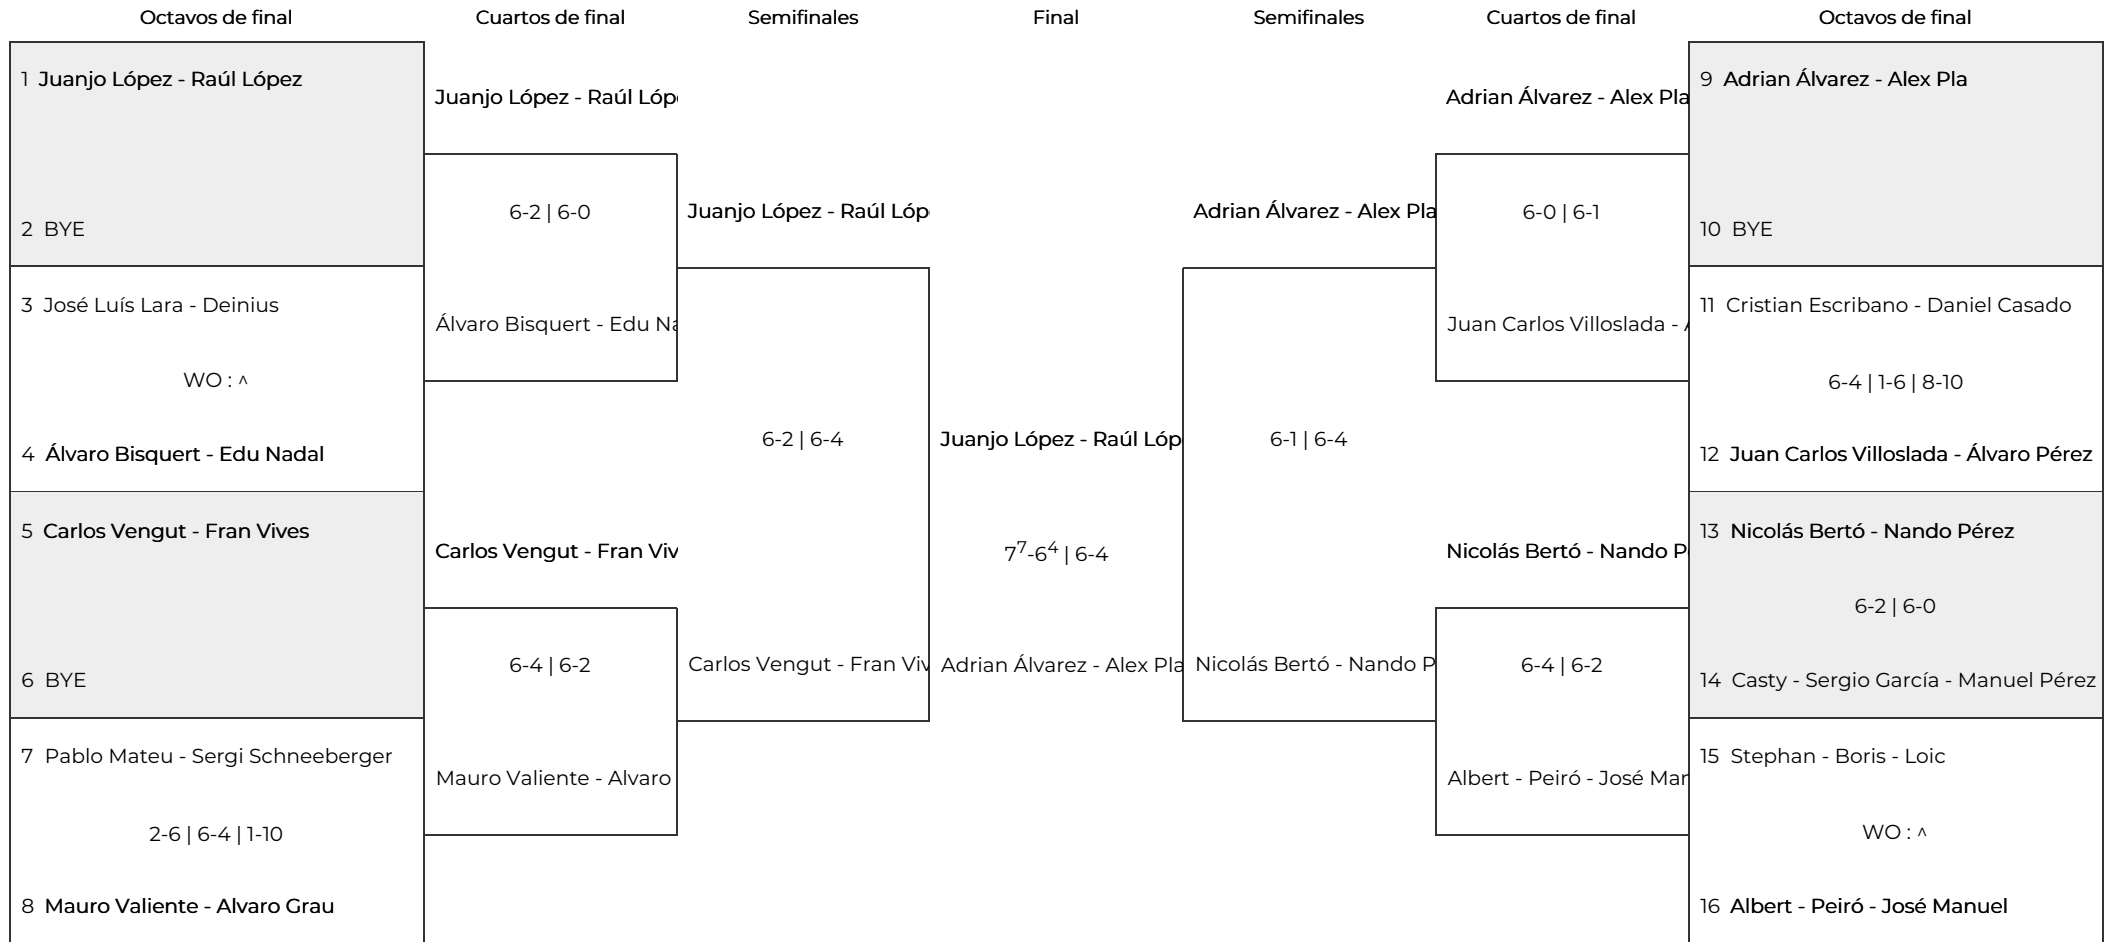 Octavos de final
Cuartos de final
Semifinales
Final
Semifinales
Cuartos de final
Octavos de final
1 Juanjo López - Raúl López
2 BYE
3 José Luís Lara - Deinius
WO : ^
4 Álvaro Bisquert - Edu Nadal
5 Carlos Vengut - Fran Vives
6 BYE
7 Pablo Mateu - Sergi Schneeberger
2-6 | 6-4 | 1-10
8 Mauro Valiente - Alvaro Grau
Juanjo López - Raúl Lóp
6-2 | 6-0
Álvaro Bisquert - Edu Na
Carlos Vengut - Fran Viv
6-4 | 6-2
Mauro Valiente - Alvaro
Juanjo López - Raúl Lóp
6-2 | 6-4
Carlos Vengut - Fran Viv
Juanjo López - Raúl Lóp
7⁷-6⁴ | 6-4
Adrian Álvarez - Alex Pla
Adrian Álvarez - Alex Pla
6-1 | 6-4
Nicolás Bertó - Nando P
Adrian Álvarez - Alex Pla
6-0 | 6-1
Juan Carlos Villoslada -
Nicolás Bertó - Nando P
6-4 | 6-2
Albert - Peiró - José Man
9 Adrian Álvarez - Alex Pla
10 BYE
11 Cristian Escribano - Daniel Casado
6-4 | 1-6 | 8-10
12 Juan Carlos Villoslada - Álvaro Pérez
13 Nicolás Bertó - Nando Pérez
6-2 | 6-0
14 Casty - Sergio García - Manuel Pérez
15 Stephan - Boris - Loic
WO : ^
16 Albert - Peiró - José Manuel